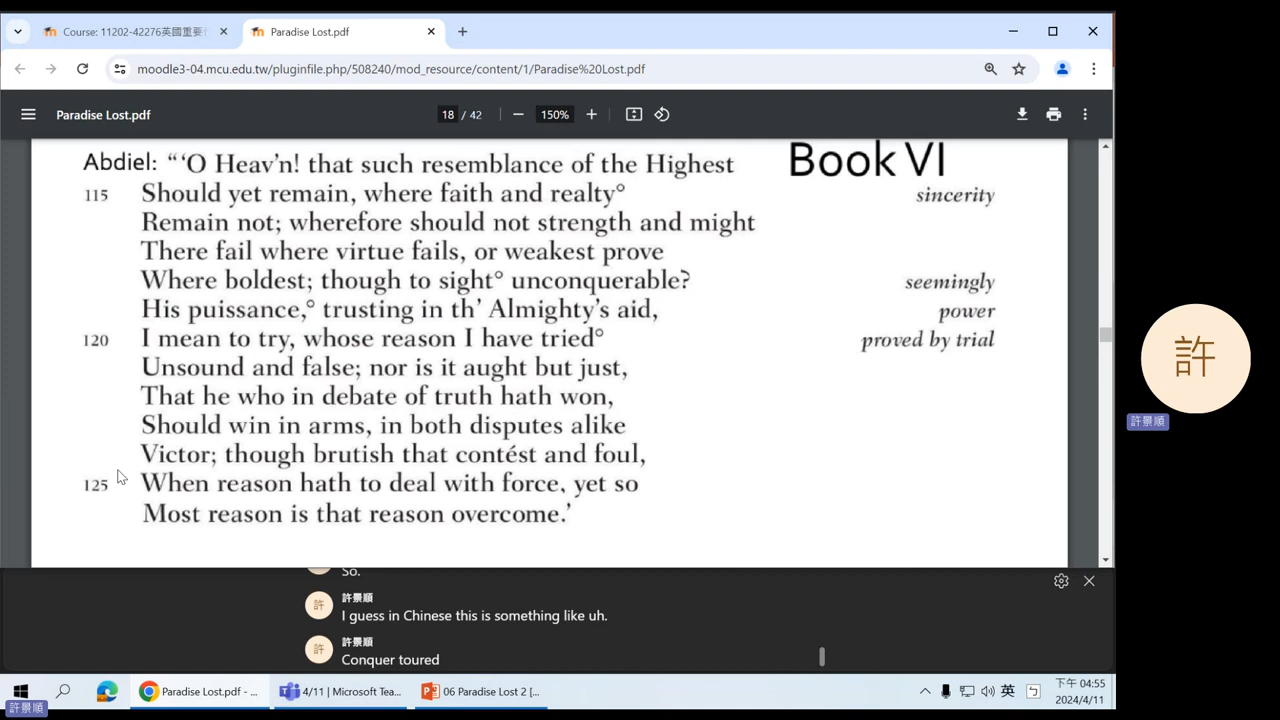 Course: 11202-42276英國重要
Paradise Lost.pdf
moodle3-04.mcu.edu.tw/pluginfile.php/508240/mod_resource/content/1/Paradise%20Lost.pdf
Paradise Lost.pdf
18 / 42
150%
Book VI
Abdiel: “‘O Heav’n! that such resemblance of the Highest
115 Should yet remain, where faith and realty° sincerity
Remain not; wherefore should not strength and might
There fail where virtue fails, or weakest prove
Where boldest; though to sight° unconquerable? seemingly
His puissance,° trusting in th’ Almighty’s aid, power
120 I mean to try, whose reason I have tried° proved by trial
Unsound and false; nor is it aught but just,
That he who in debate of truth hath won,
Should win in arms, in both disputes alike
Victor; though brutish that contést and foul,
125 When reason hath to deal with force, yet so
Most reason is that reason overcome.’
許
許景順
So.
許 許景順
I guess in Chinese this is something like uh.
許 許景順
Conquer toured
Paradise Lost.pdf - ...
4/11 | Microsoft Tea...
06 Paradise Lost 2 [...
英
ㄅ
下午 04:55
2024/4/11
許景順